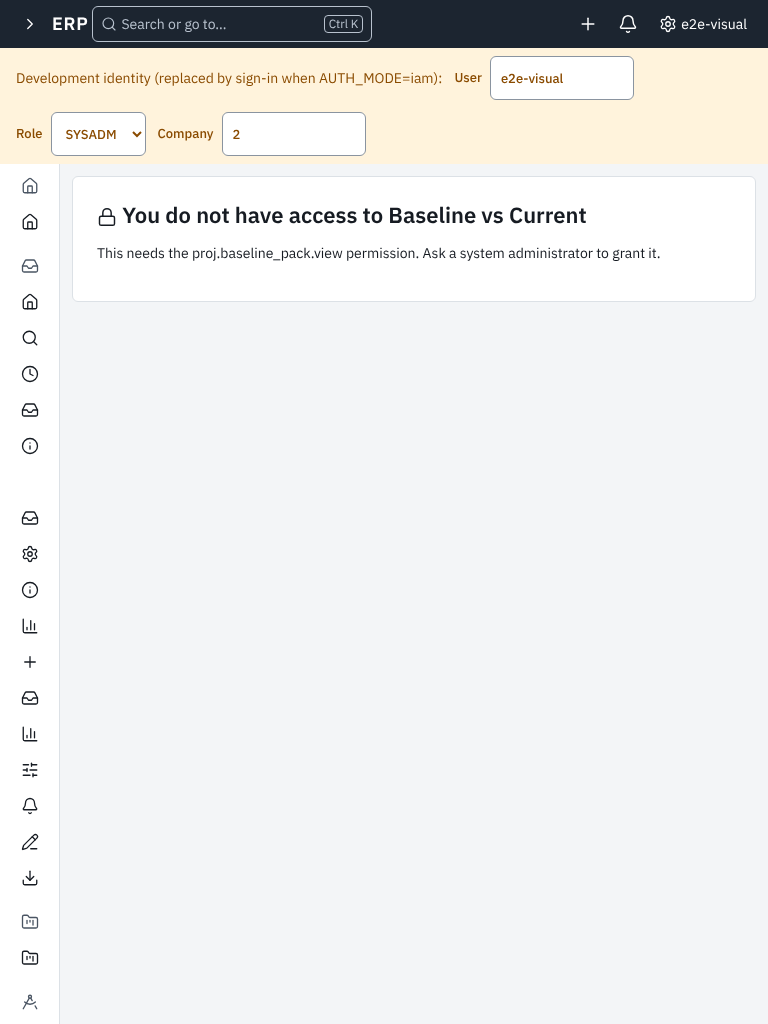 ERP Search or go to... Ctrl K e2e-visual
Development identity (replaced by sign-in when AUTH_MODE=iam): User e2e-visual
Role SYSADM Company 2
You do not have access to Baseline vs Current
This needs the proj.baseline_pack.view permission. Ask a system administrator to grant it.